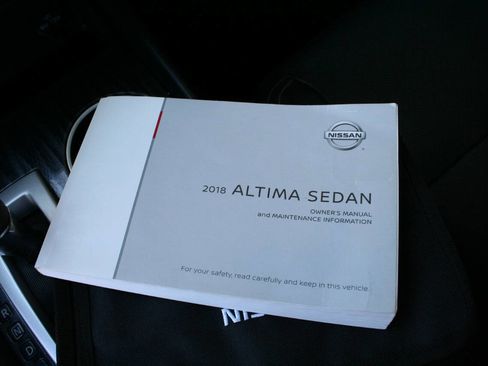 NISSAN
2018 ALTIMA SEDAN
OWNER'S MANUAL
and MAINTENANCE INFORMATION
For your safety, read carefully and keep in this vehicle.
R
N
D